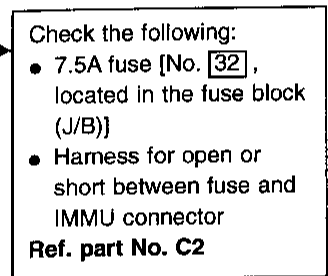 Check the following:
● 7.5A fuse [No. 32 ,
located in the fuse block
(J/B)]
● Harness for open or
short between fuse and
IMMU connector
Ref. part No. C2